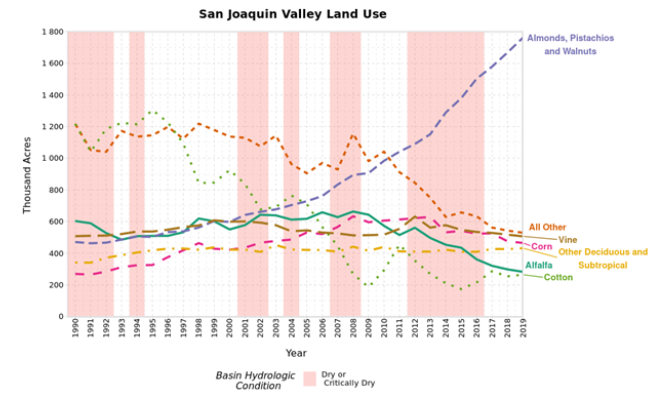 San Joaquin Valley Land Use
1 800
1 600
1 400
1 200
1 000
800
600
400
200
0
Thousand Acres
Almonds, Pistachios
and Walnuts
All Other
Vine
Corn
Other Deciduous and
Subtropical
Alfalfa
Cotton
1990
1991
1992
1993
1994
1995
1996
1997
1998
1999
2000
2001
2002
2003
2004
2005
2006
2007
2008
2009
2010
2011
2012
2013
2014
2015
2016
2017
2018
2019
Year
Basin Hydrologic
Condition
Dry or
Critically Dry